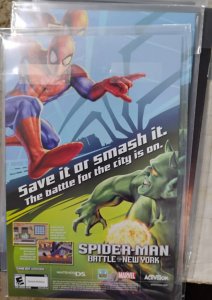 Save it or smash it.
The battle for the city is on.
SPIDER-MAN
BATTLE FOR NEW YORK
NINTENDO DS
MARVEL
ACTIVISION